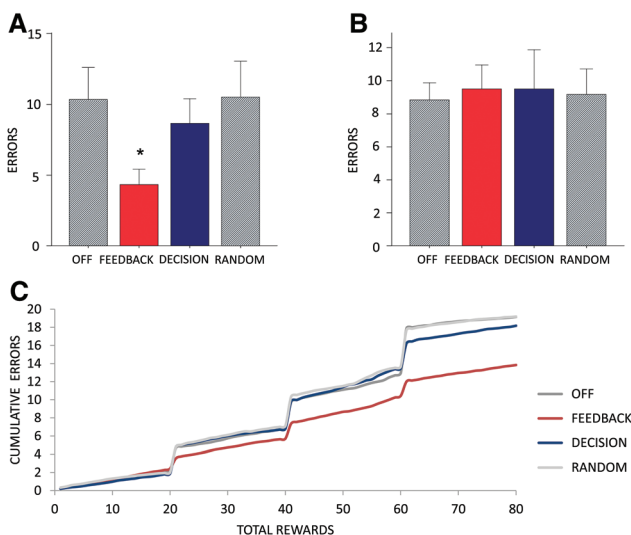 A
15
10
5
0
ERRORS
*
OFF FEEDBACK DECISION RANDOM
B
12
10
8
6
4
2
0
ERRORS
OFF FEEDBACK DECISION RANDOM
C
20
18
16
14
12
10
8
6
4
2
0
CUMULATIVE ERRORS
0 10 20 30 40 50 60 70 80
TOTAL REWARDS
OFF
FEEDBACK
DECISION
RANDOM